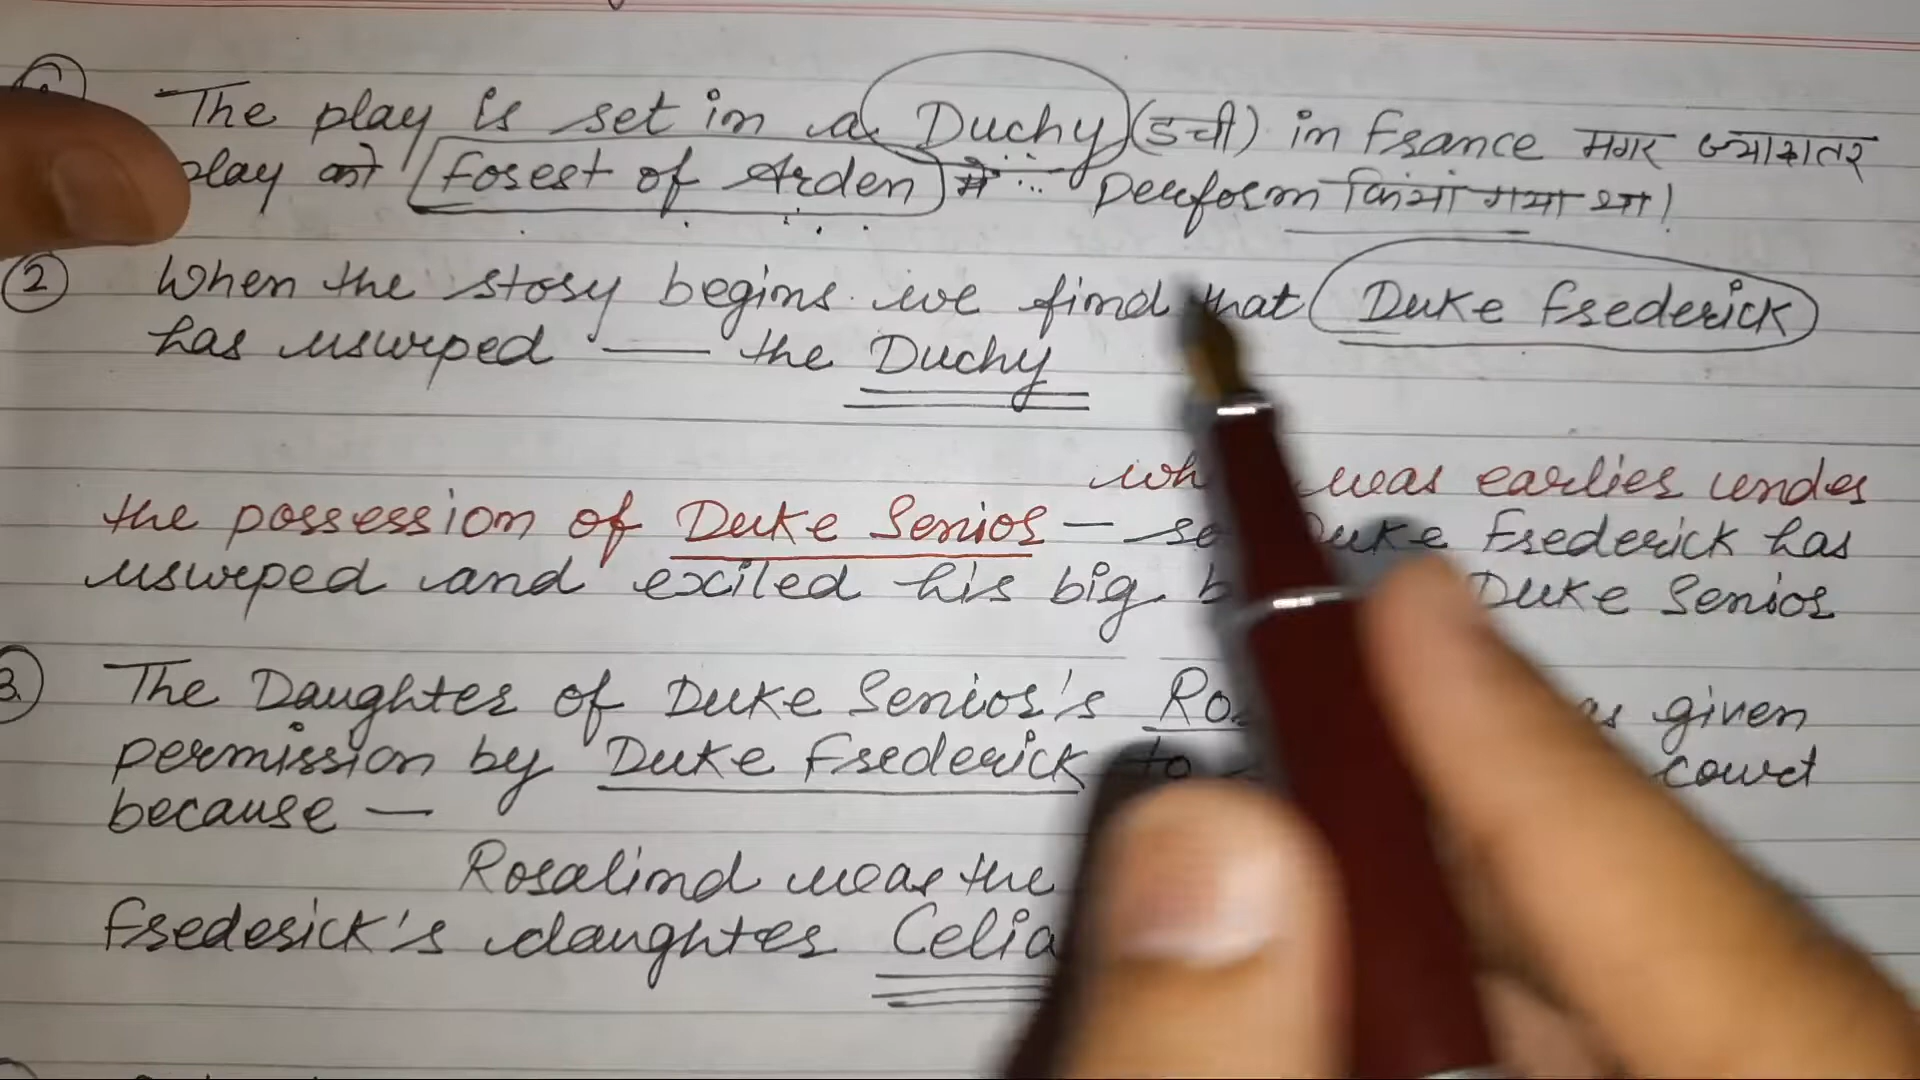 The play is set in a Duchy (डची) in France मगर ज्यादातर
play को Forest of Arden में Perform किया गया था।
② When the story begins we find that Duke Frederick
has usurped — the Duchy
was earlier under
the possession of Duke Senior — so Duke Frederick has
usurped and exiled his big Duke Senior
3. The Daughter of Duke Senior's given
permission by Duke Frederick to court
because —
Rosalind was the
Frederick's daughter Celia